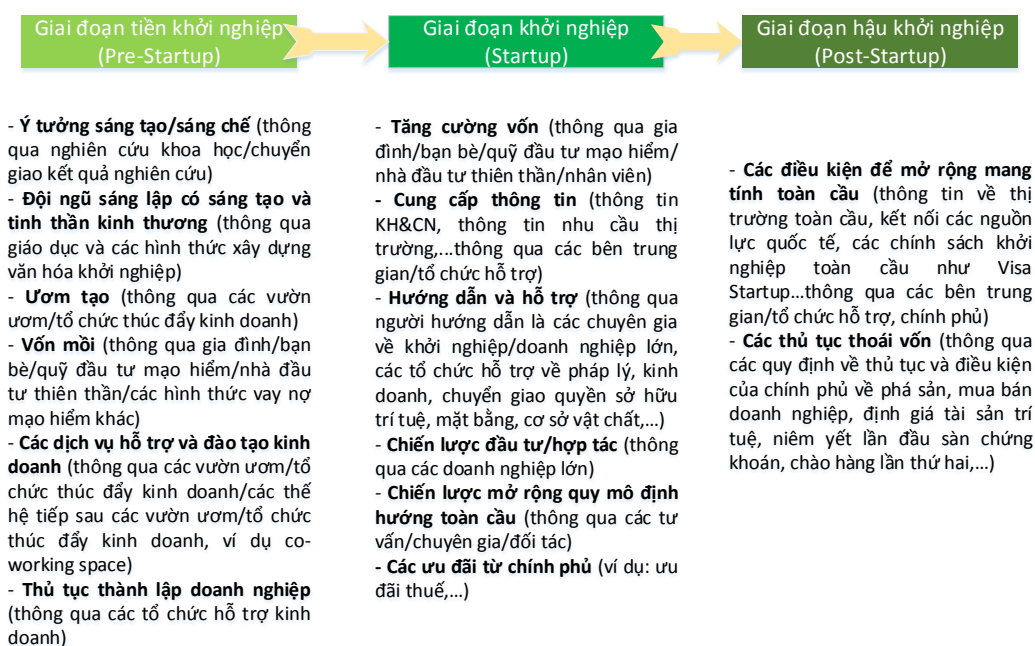 Giai đoạn tiền khởi nghiệp
(Pre-Startup)
Giai đoạn khởi nghiệp
(Startup)
Giai đoạn hậu khởi nghiệp
(Post-Startup)
- Ý tưởng sáng tạo/sáng chế (thông
qua nghiên cứu khoa học/chuyển
giao kết quả nghiên cứu)
- Đội ngũ sáng lập có sáng tạo và
tinh thần kinh thương (thông qua
giáo dục và các hình thức xây dựng
văn hóa khởi nghiệp)
- Ươm tạo (thông qua các vườn
ươm/tổ chức thúc đẩy kinh doanh)
- Vốn mồi (thông qua gia đình/bạn
bè/quỹ đầu tư mạo hiểm/nhà đầu
tư thiên thần/các hình thức vay nợ
mạo hiểm khác)
- Các dịch vụ hỗ trợ và đào tạo kinh
doanh (thông qua các vườn ươm/tổ
chức thúc đẩy kinh doanh/các thế
hệ tiếp sau các vườn ươm/tổ chức
thúc đẩy kinh doanh, ví dụ co-
working space)
- Thủ tục thành lập doanh nghiệp
(thông qua các tổ chức hỗ trợ kinh
doanh)
- Tăng cường vốn (thông qua gia
đình/bạn bè/quỹ đầu tư mạo hiểm/
nhà đầu tư thiên thần/nhân viên)
- Cung cấp thông tin (thông tin
KH&CN, thông tin nhu cầu thị
trường,...thông qua các bên trung
gian/tổ chức hỗ trợ)
- Hướng dẫn và hỗ trợ (thông qua
người hướng dẫn là các chuyên gia
về khởi nghiệp/doanh nghiệp lớn,
các tổ chức hỗ trợ về pháp lý, kinh
doanh, chuyển giao quyền sở hữu
trí tuệ, mặt bằng, cơ sở vật chất,...)
- Chiến lược đầu tư/hợp tác (thông
qua các doanh nghiệp lớn)
- Chiến lược mở rộng quy mô định
hướng toàn cầu (thông qua các tư
vấn/chuyên gia/đối tác)
- Các ưu đãi từ chính phủ (ví dụ: ưu
đãi thuế,...)
- Các điều kiện để mở rộng mang
tính toàn cầu (thông tin về thị
trường toàn cầu, kết nối các nguồn
lực quốc tế, các chính sách khởi
nghiệp toàn cầu như Visa
Startup...thông qua các bên trung
gian/tổ chức hỗ trợ, chính phủ)
- Các thủ tục thoái vốn (thông qua
các quy định về thủ tục và điều kiện
của chính phủ về phá sản, mua bán
doanh nghiệp, định giá tài sản trí
tuệ, niêm yết lần đầu sàn chứng
khoán, chào hàng lần thứ hai,...)